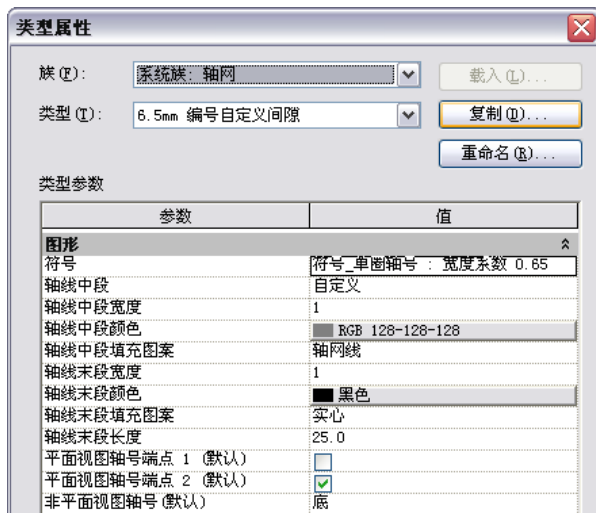 类型属性
族(F): 系统族: 轴网 载入(L)...
类型(T): 6.5mm 编号自定义间隙 复制(D)...
重命名(R)...
类型参数
参数 值
图形
符号 符号_单圈轴号 : 宽度系数 0.65
轴线中段 自定义
轴线中段宽度 1
轴线中段颜色 RGB 128-128-128
轴线中段填充图案 轴网线
轴线末段宽度 1
轴线末段颜色 黑色
轴线末段填充图案 实心
轴线末段长度 25.0
平面视图轴号端点 1 (默认)
平面视图轴号端点 2 (默认)
非平面视图轴号(默认) 底